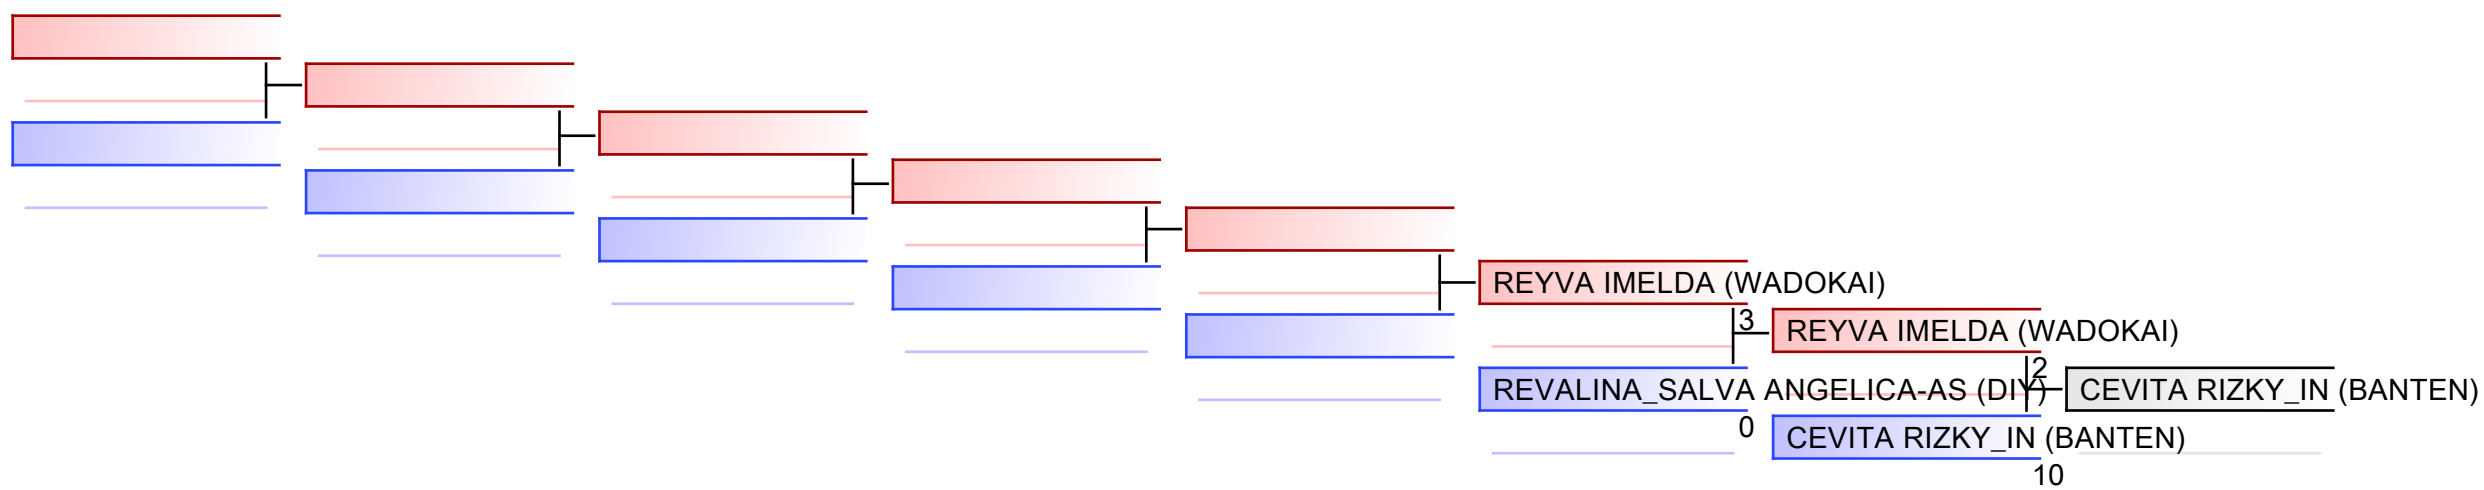 REYVA IMELDA (WADOKAI)
3
REYVA IMELDA (WADOKAI)
2
REVALINA_SALVA ANGELICA-AS (DIY)
CEVITA RIZKY_IN (BANTEN)
0
CEVITA RIZKY_IN (BANTEN)
10